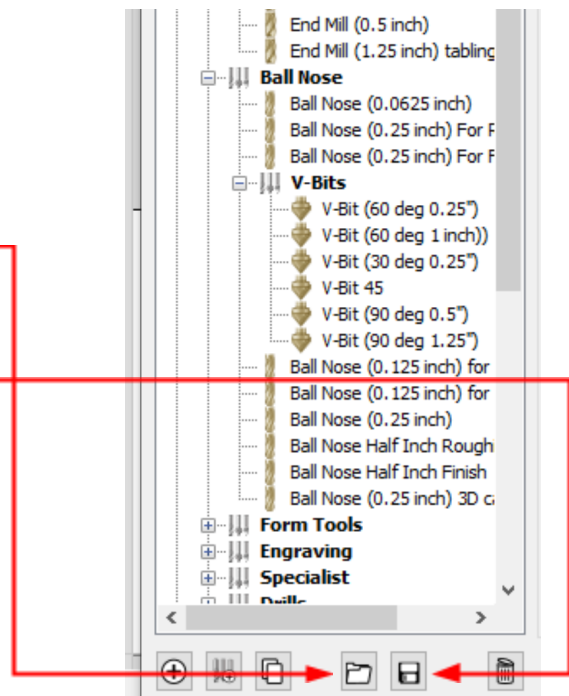 End Mill (0.5 inch)
End Mill (1.25 inch) tabling
Ball Nose
Ball Nose (0.0625 inch)
Ball Nose (0.25 inch) For
Ball Nose (0.25 inch) For
V-Bits
V-Bit (60 deg 0.25")
V-Bit (60 deg 1 inch))
V-Bit (30 deg 0.25")
V-Bit 45
V-Bit (90 deg 0.5")
V-Bit (90 deg 1.25")
Ball Nose (0.125 inch) for
Ball Nose (0.125 inch) for
Ball Nose (0.25 inch)
Ball Nose Half Inch Rough
Ball Nose Half Inch Finish
Ball Nose (0.25 inch) 3D
Form Tools
Engraving
Specialist
Drills